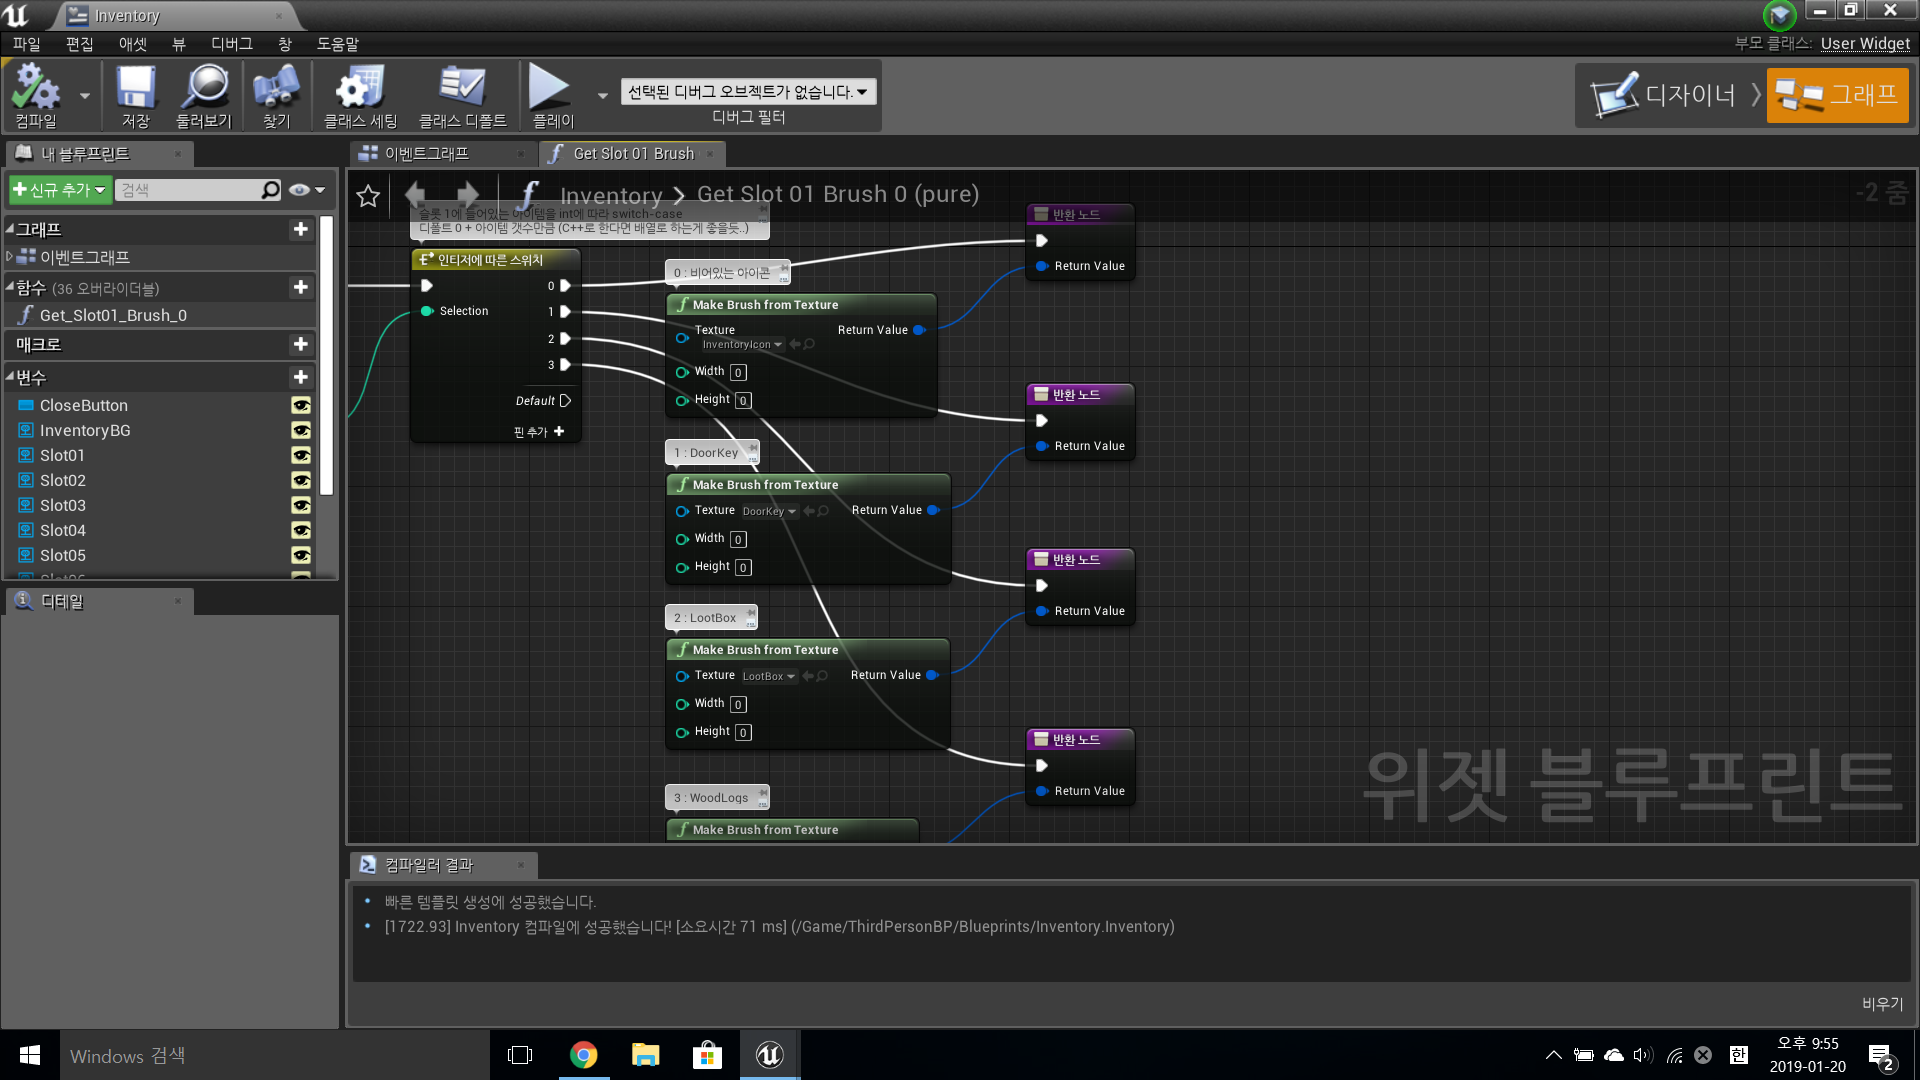 Inventory
파일 편집 애셋 뷰 디버그 창 도움말
부모 클래스: User Widget
컴파일 저장 둘러보기 찾기 클래스 세팅 클래스 디폴트 플레이
선택된 디버그 오브젝트가 없습니다.
디버그 필터
디자이너 그래프
내 블루프린트
이벤트그래프
Get Slot 01 Brush
신규 추가
검색
Inventory > Get Slot 01 Brush 0 (pure)
-2 줌
그래프
이벤트그래프
함수 (36 오버라이더블)
Get_Slot01_Brush_0
매크로
변수
CloseButton
InventoryBG
Slot01
Slot02
Slot03
Slot04
Slot05
디테일
슬롯 1에 들어있는 아이템을 int에 따라 switch-case
디폴트 0 + 아이템 갯수만큼 (C++로 한다면 배열로 하는게 좋을듯..)
인티저에 따른 스위치
0
Selection 1
2
3
Default
핀 추가
0 : 비어있는 아이콘
Make Brush from Texture
Texture Return Value
InventoryIcon
Width 0
Height 0
1 : DoorKey
Make Brush from Texture
Texture DoorKey Return Value
Width 0
Height 0
2 : LootBox
Make Brush from Texture
Texture LootBox Return Value
Width 0
Height 0
3 : WoodLogs
Make Brush from Texture
반환 노드
Return Value
반환 노드
Return Value
반환 노드
Return Value
반환 노드
Return Value
위젯 블루프린트
컴파일러 결과
빠른 템플릿 생성에 성공했습니다.
[1722.93] Inventory 컴파일에 성공했습니다! [소요시간 71 ms] (/Game/ThirdPersonBP/Blueprints/Inventory.Inventory)
비우기
Windows 검색
한
오후 9:55
2019-01-20
2